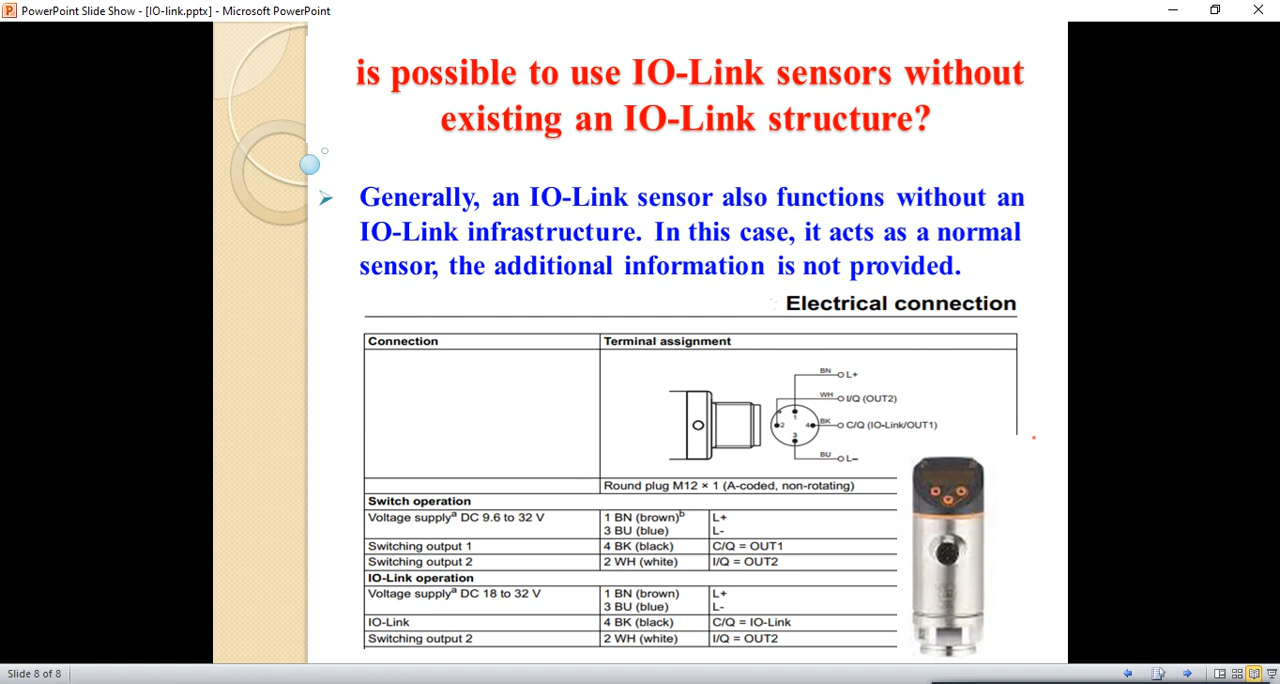 PowerPoint Slide Show - [IO-link.pptx] - Microsoft PowerPoint
is possible to use IO-Link sensors without
existing an IO-Link structure?
Generally, an IO-Link sensor also functions without an
IO-Link infrastructure. In this case, it acts as a normal
sensor, the additional information is not provided.
Electrical connection
Connection Terminal assignment
BN L+
WH I/Q (OUT2)
1
2 4 BK C/Q (IO-Link/OUT1)
3
BU L-
Round plug M12 × 1 (A-coded, non-rotating)
Switch operation
Voltage supplyᵃ DC 9.6 to 32 V 1 BN (brown)ᵇ L+
3 BU (blue) L-
Switching output 1 4 BK (black) C/Q = OUT1
Switching output 2 2 WH (white) I/Q = OUT2
IO-Link operation
Voltage supplyᵃ DC 18 to 32 V 1 BN (brown) L+
3 BU (blue) L-
IO-Link 4 BK (black) C/Q = IO-Link
Switching output 2 2 WH (white) I/Q = OUT2
Slide 8 of 8